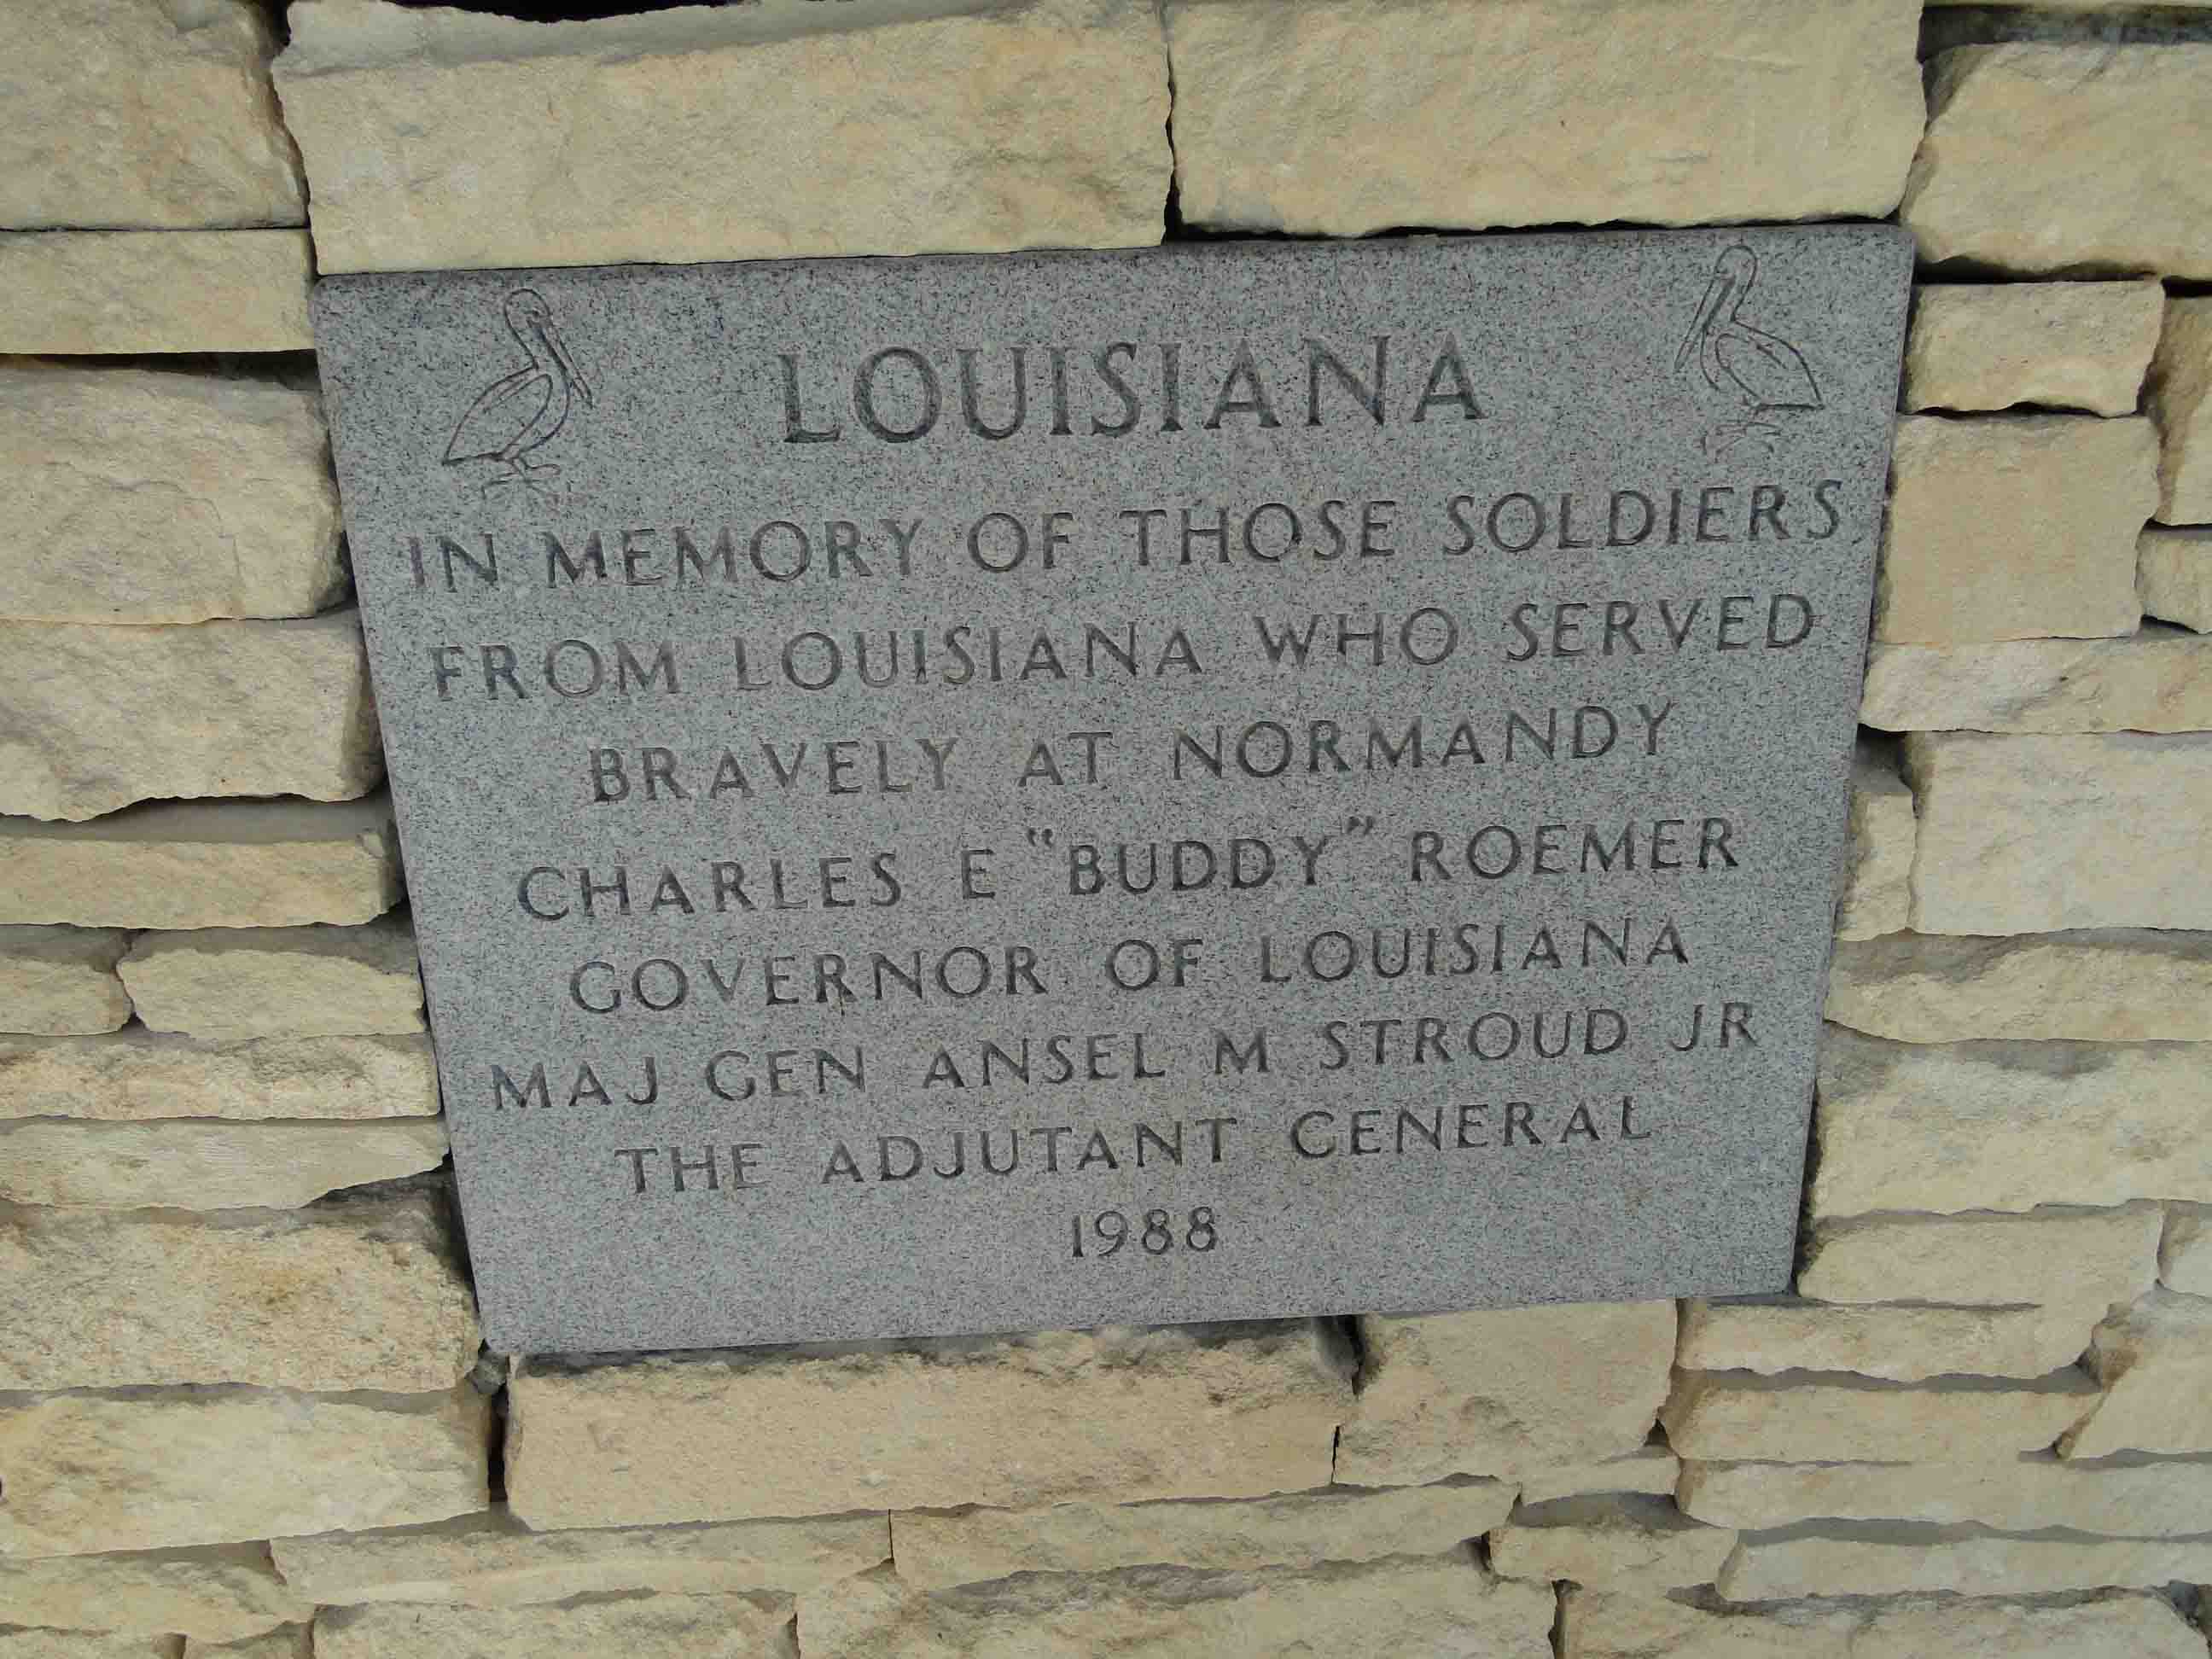 LOUISIANA
IN MEMORY OF THOSE SOLDIERS
FROM LOUISIANA WHO SERVED
BRAVELY AT NORMANDY
CHARLES E "BUDDY" ROEMER
GOVERNOR OF LOUISIANA
MAJ GEN ANSEL M STROUD JR
THE ADJUTANT GENERAL
1988